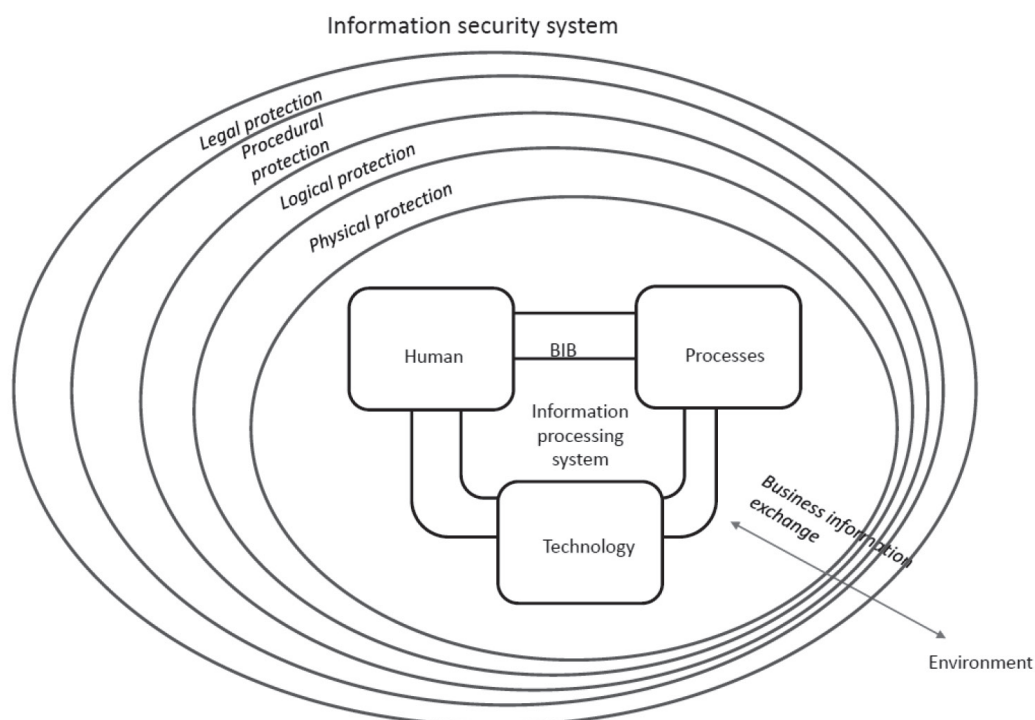 Information security system
Legal protection
Procedural
protection
Logical protection
Physical protection
Human
BIB
Processes
Information
processing
system
Technology
Business information
exchange
Environment